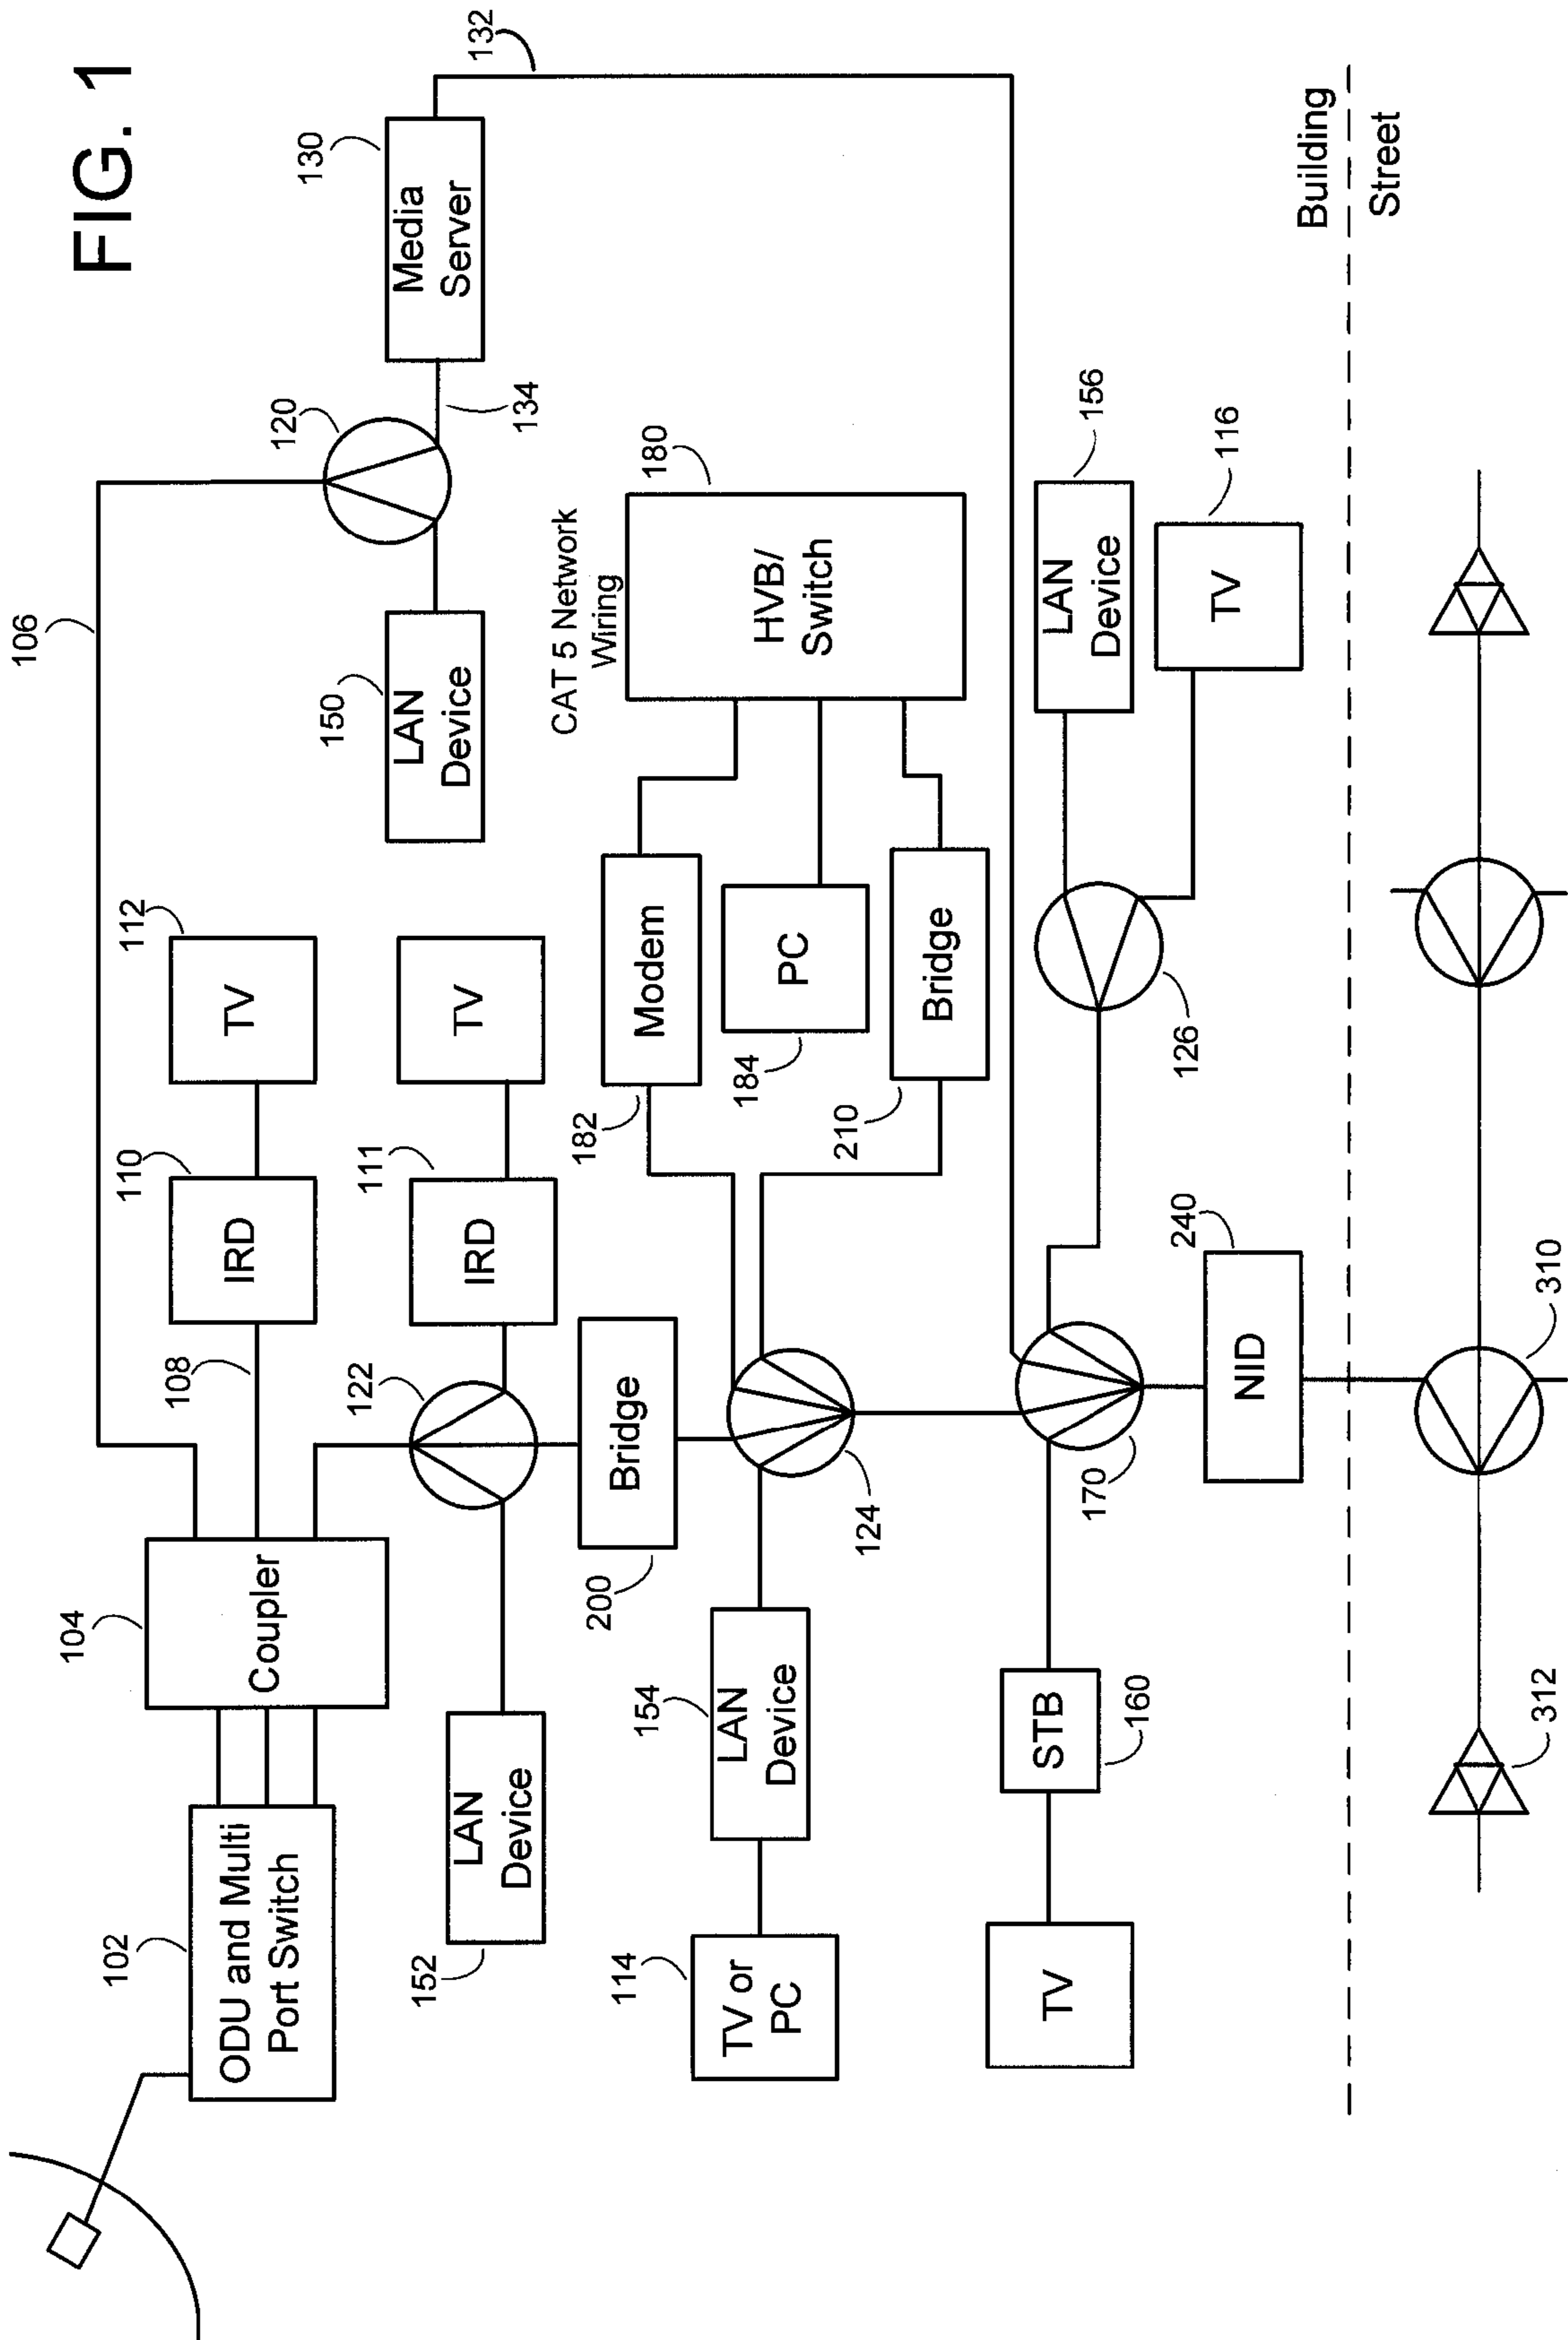 FIG. 1
102
ODU and Multi
Port Switch
104
Coupler
106
108
110
IRD
112
TV
111
IRD
TV
120
130
Media
Server
132
134
150
LAN
Device
122
152
LAN
Device
200
Bridge
CAT 5 Network
Wiring
180
HVB/
Switch
182
Modem
184
PC
210
Bridge
114
TV or
PC
154
LAN
Device
124
TV
STB
160
170
126
156
LAN
Device
116
TV
240
NID
Building
Street
312
310